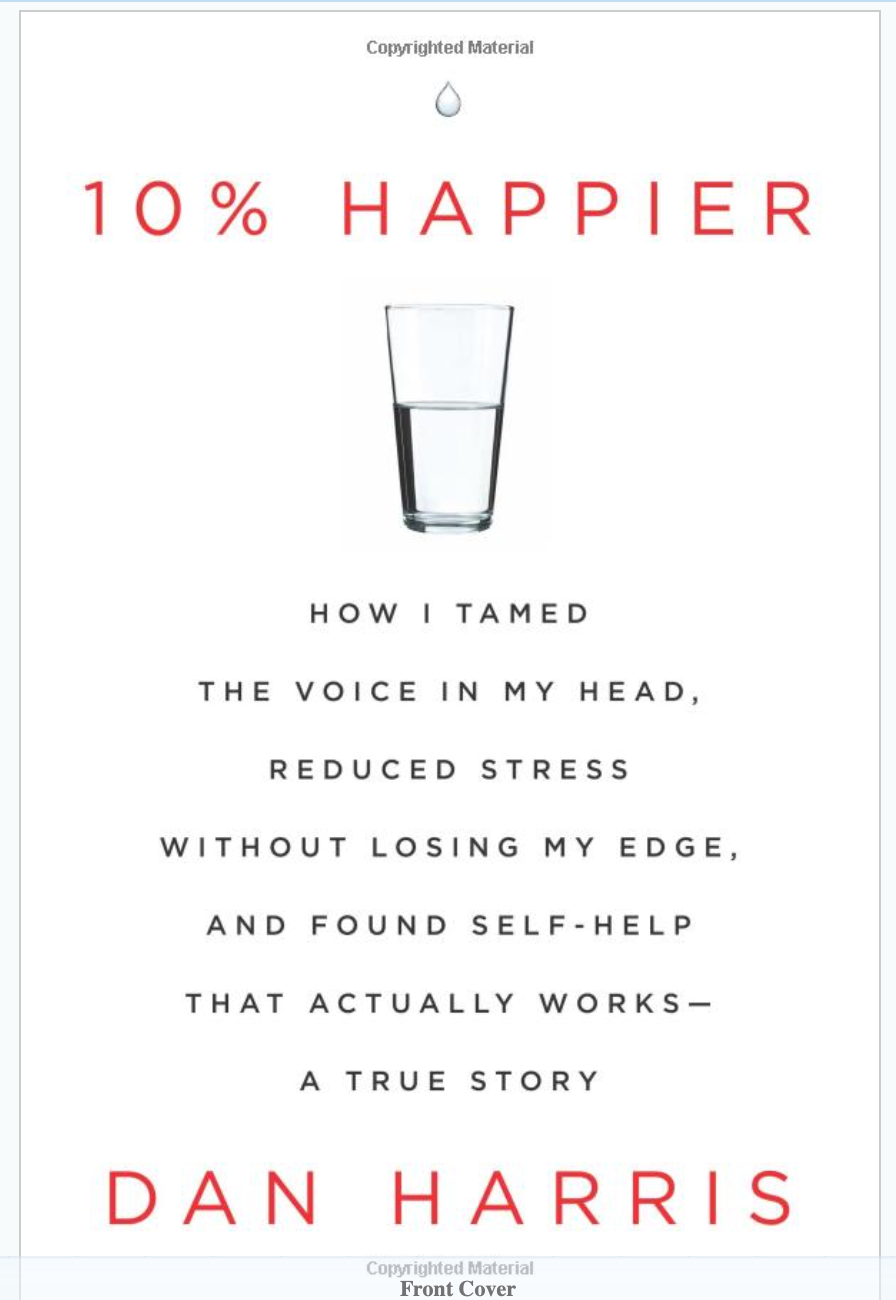 Copyrighted Material
10% HAPPIER
HOW I TAMED
THE VOICE IN MY HEAD,
REDUCED STRESS
WITHOUT LOSING MY EDGE,
AND FOUND SELF-HELP
THAT ACTUALLY WORKS—
A TRUE STORY
DAN HARRIS
Copyrighted Material
Front Cover